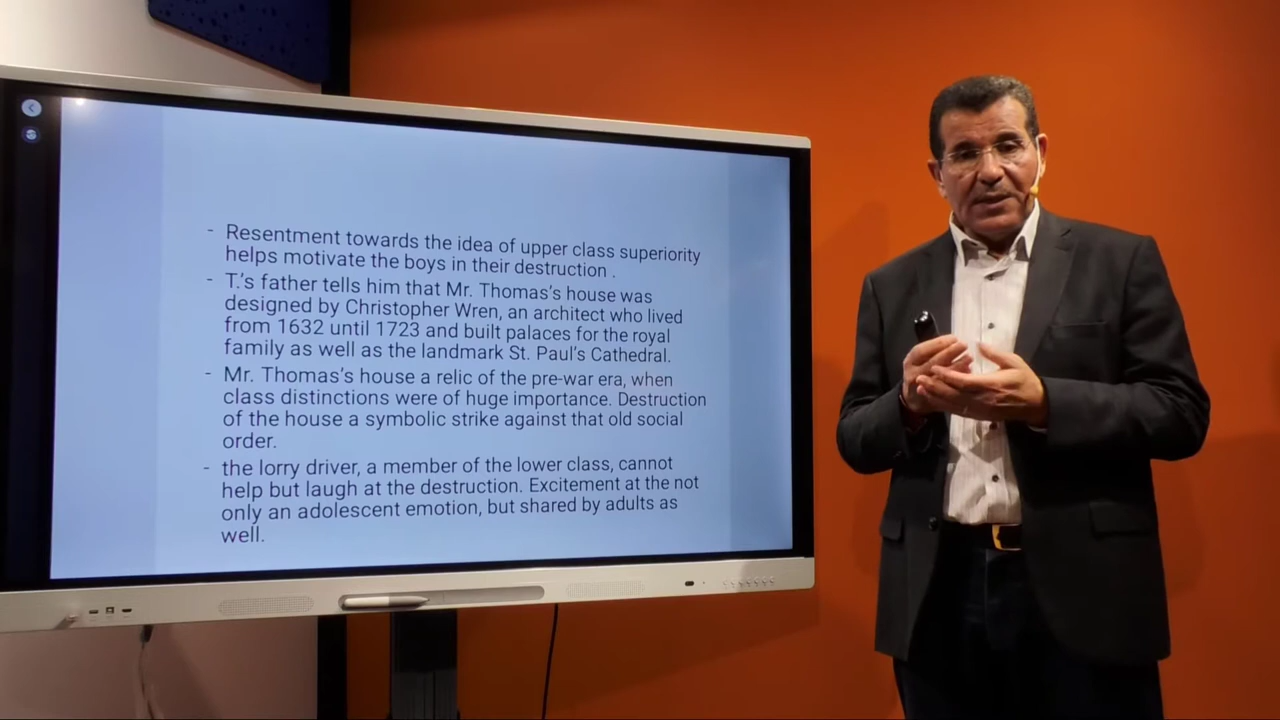 - Resentment towards the idea of upper class superiority
helps motivate the boys in their destruction .
- T.'s father tells him that Mr. Thomas's house was
designed by Christopher Wren, an architect who lived
from 1632 until 1723 and built palaces for the royal
family as well as the landmark St. Paul's Cathedral.
- Mr. Thomas's house a relic of the pre-war era, when
class distinctions were of huge importance. Destruction
of the house a symbolic strike against that old social
order.
- the lorry driver, a member of the lower class, cannot
help but laugh at the destruction. Excitement at the not
only an adolescent emotion, but shared by adults as
well.